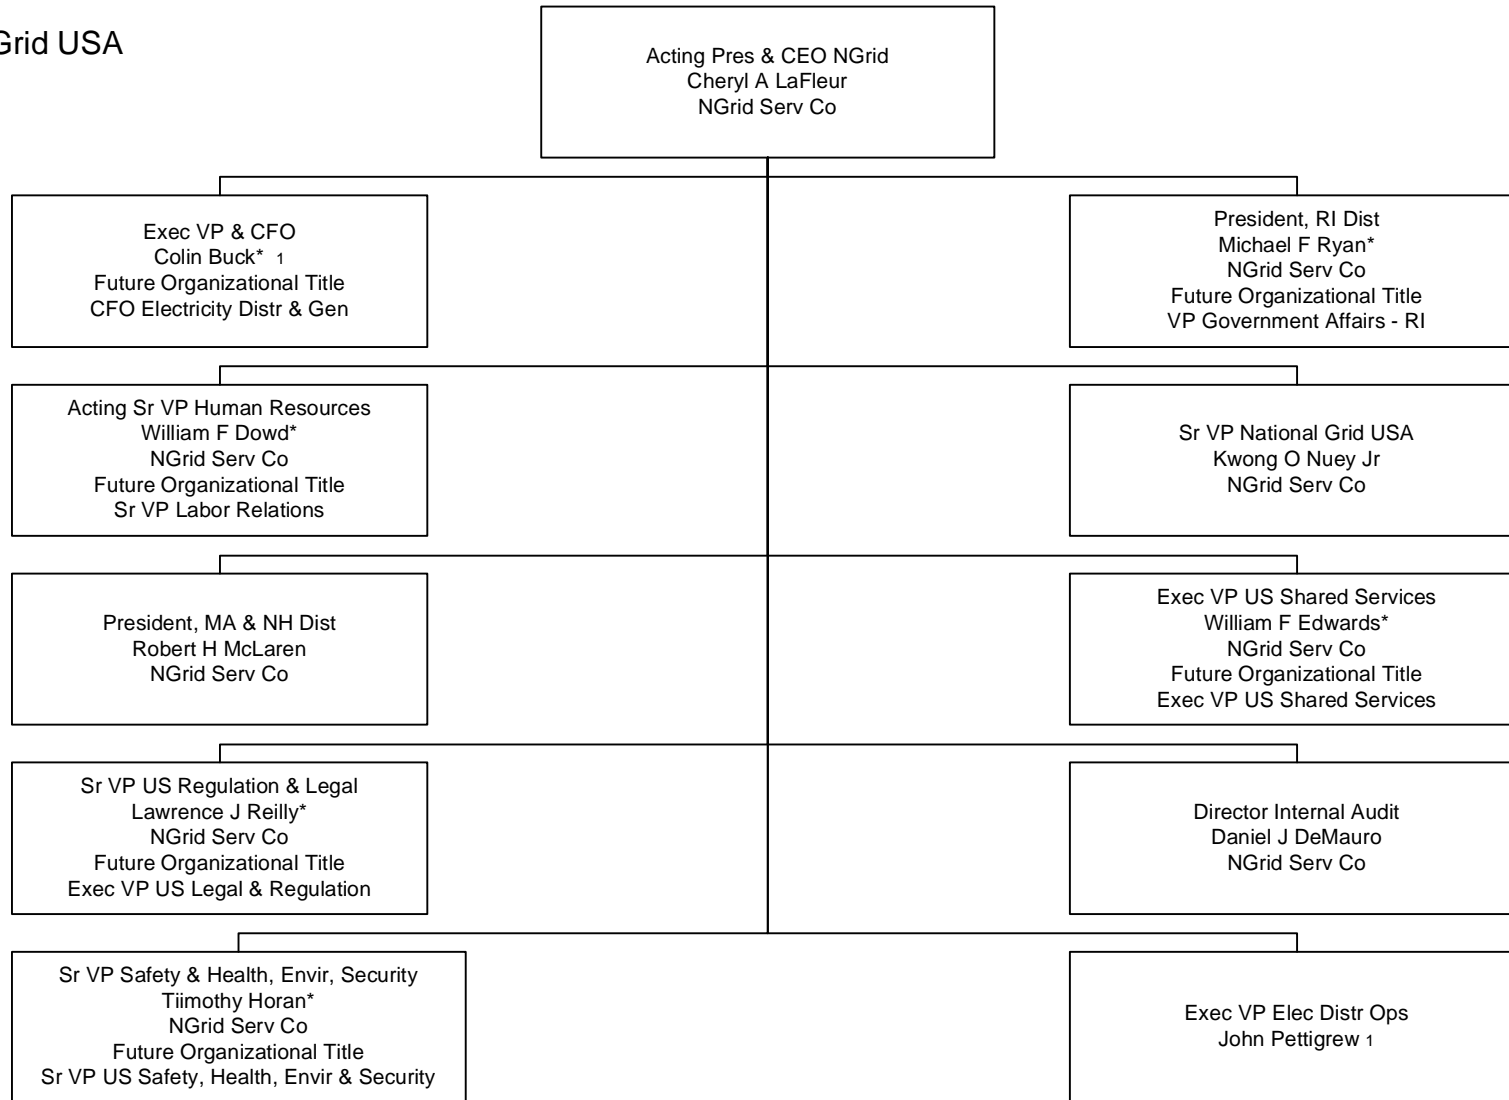 Grid USA
Acting Pres & CEO NGrid
Cheryl A LaFleur
NGrid Serv Co
Exec VP & CFO
Colin Buck* 1
Future Organizational Title
CFO Electricity Distr & Gen
President, RI Dist
Michael F Ryan*
NGrid Serv Co
Future Organizational Title
VP Government Affairs - RI
Acting Sr VP Human Resources
William F Dowd*
NGrid Serv Co
Future Organizational Title
Sr VP Labor Relations
Sr VP National Grid USA
Kwong O Nuey Jr
NGrid Serv Co
President, MA & NH Dist
Robert H McLaren
NGrid Serv Co
Exec VP US Shared Services
William F Edwards*
NGrid Serv Co
Future Organizational Title
Exec VP US Shared Services
Sr VP US Regulation & Legal
Lawrence J Reilly*
NGrid Serv Co
Future Organizational Title
Exec VP US Legal & Regulation
Director Internal Audit
Daniel J DeMauro
NGrid Serv Co
Sr VP Safety & Health, Envir, Security
Tiimothy Horan*
NGrid Serv Co
Future Organizational Title
Sr VP US Safety, Health, Envir & Security
Exec VP Elec Distr Ops
John Pettigrew 1